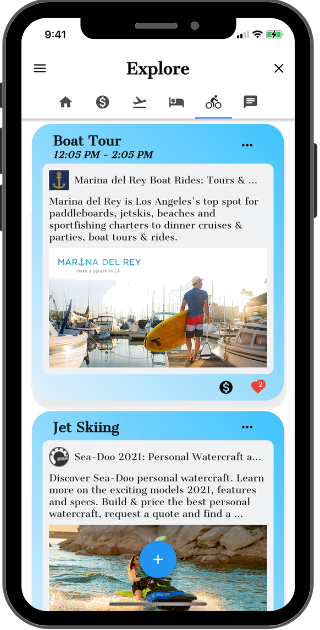 9:41
Explore
Boat Tour
12:05 PM - 2:05 PM
Marina del Rey Boat Rides: Tours & ...
Marina del Rey is Los Angeles's top spot for
paddleboards, jetskis, beaches and
sportfishing charters to dinner cruises &
parties, boat tours & rides.
MARINA DEL REY
make a splash in LA
2
Jet Skiing
Sea-Doo 2021: Personal Watercraft a...
Discover Sea-Doo personal watercraft. Learn
more on the exciting models 2021, features
and specs. Build & price the best personal
watercraft, request a quote and find a ...